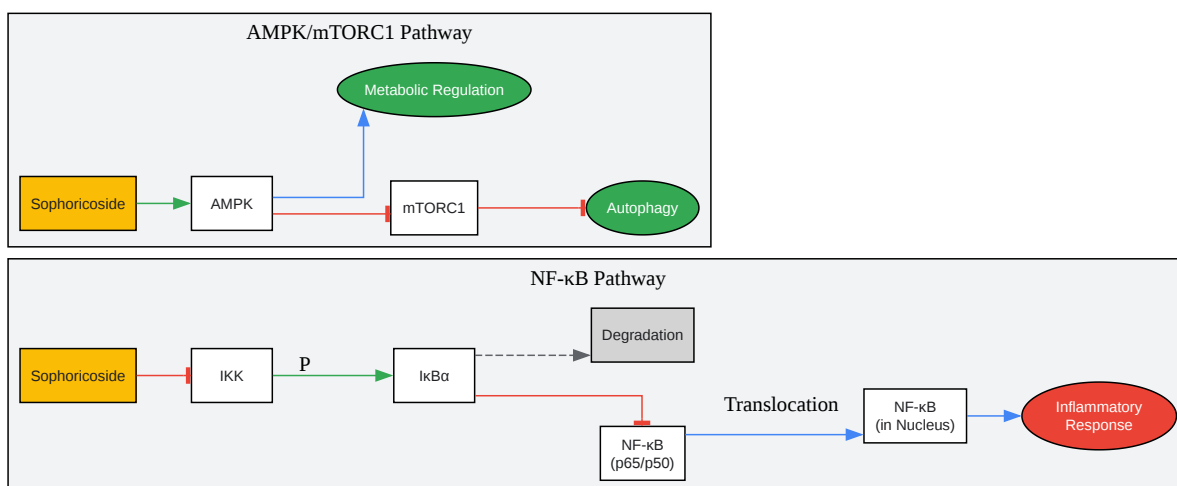 AMPK/mTORC1 Pathway
Metabolic Regulation
Sophoricoside
AMPK
mTORC1
Autophagy
NF-κB Pathway
Degradation
Sophoricoside
IKK
P
IκBα
Translocation
NF-κB
(p65/p50)
NF-κB
(in Nucleus)
Inflammatory
Response